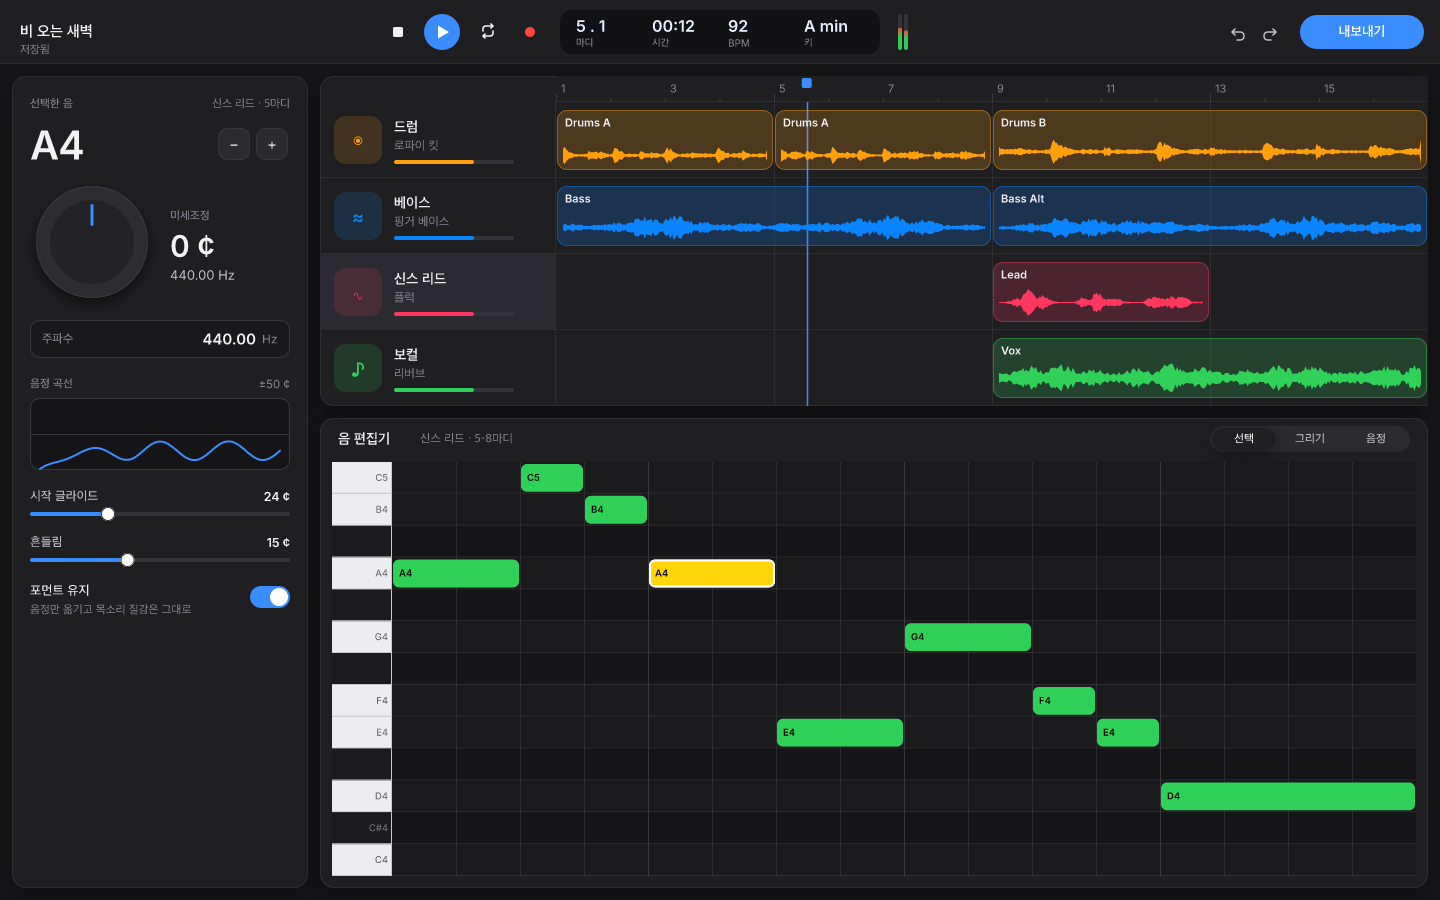 비 오는 새벽
저장됨
5 . 1
마디
00:12
시간
92
BPM
A min
키
내보내기
선택한 음
신스 리드 · 5마디
A4
−
+
미세조정
0 ¢
440.00 Hz
주파수
440.00 Hz
음정 곡선
±50 ¢
시작 글라이드
24 ¢
흔들림
15 ¢
포먼트 유지
음정만 옮기고 목소리 질감은 그대로
1
3
5
7
9
11
13
15
드럼
로파이 킷
Drums A
Drums A
Drums B
베이스
핑거 베이스
Bass
Bass Alt
신스 리드
플럭
Lead
보컬
리버브
Vox
음 편집기
신스 리드 · 5-8마디
선택
그리기
음정
C5
C5
B4
B4
A4
A4
A4
G4
G4
F4
F4
E4
E4
E4
D4
D4
C#4
C4